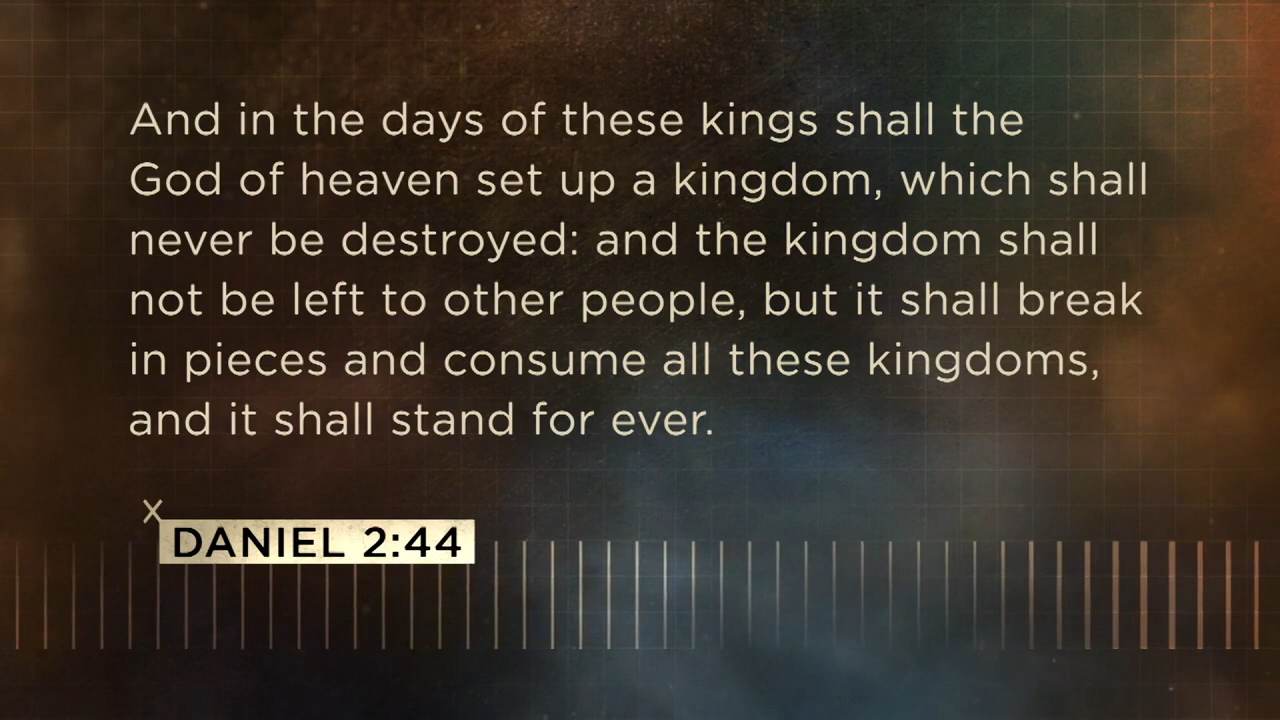 And in the days of these kings shall the
God of heaven set up a kingdom, which shall
never be destroyed: and the kingdom shall
not be left to other people, but it shall break
in pieces and consume all these kingdoms,
and it shall stand for ever.
X
DANIEL 2:44